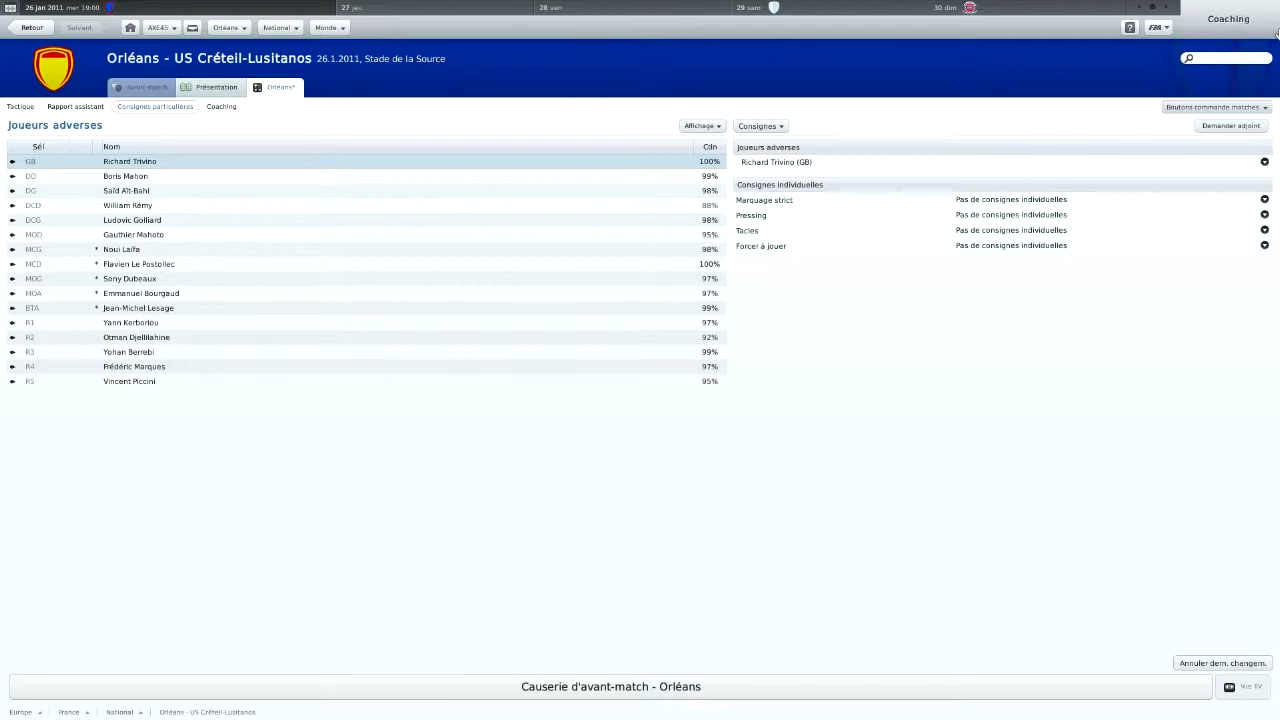 26 jan 2011 mer 19:00 27 jeu 28 ven 29 sam 30 dim
Coaching
Retour Suivant AXE45 Orléans National Monde ? FM
Orléans - US Créteil-Lusitanos 26.1.2011, Stade de la Source
Avant-match Présentation Orléans*
Tactique Rapport assistant Consignes particulières Coaching Boutons commande matches
Joueurs adverses Affichage Consignes Demander adjoint
Sél Nom Cdn
Joueurs adverses
GB Richard Trivino 100%
Richard Trivino (GB)
DD Boris Mahon 99%
Consignes individuelles
DG Saïd Aït-Bahi 98%
Marquage strict Pas de consignes individuelles
DCD William Rémy 88%
Pressing Pas de consignes individuelles
DCG Ludovic Golliard 98%
Tacles Pas de consignes individuelles
MOD Gauthier Mahoto 95%
Forcer à jouer Pas de consignes individuelles
MCG * Noui Laïfa 98%
MCD * Flavien Le Postollec 100%
MOG * Sony Dubeaux 97%
MOA * Emmanuel Bourgaud 97%
BTA * Jean-Michel Lesage 99%
R1 Yann Kerboriou 97%
R2 Otman Djellilahine 92%
R3 Yohan Berrebi 99%
R4 Frédéric Marques 97%
R5 Vincent Piccini 95%
Annuler dern. changem.
Causerie d'avant-match - Orléans Vue TV
Europe France National Orléans - US Créteil-Lusitanos